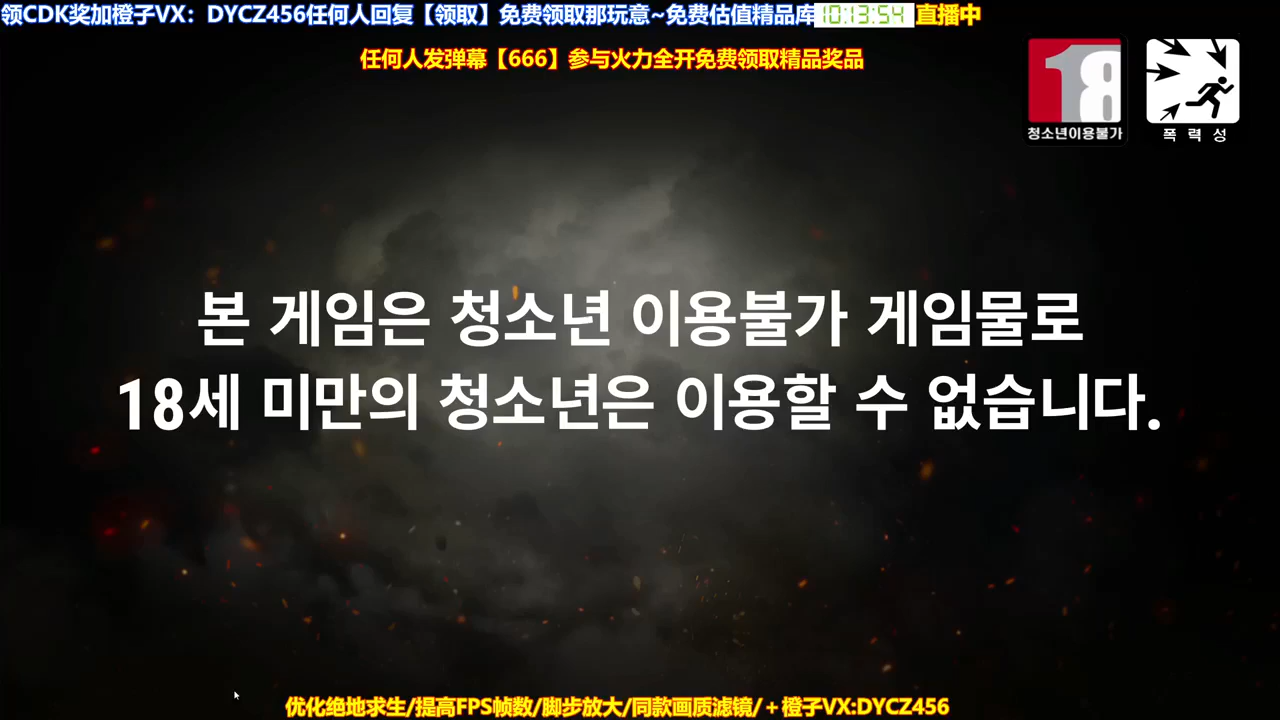 领CDK奖加橙子VX：DYCZ456任何人回复【领取】免费领取那玩意~免费估值精品库 10:13:54 直播中
任何人发弹幕【666】参与火力全开免费领取精品奖品
18
청소년이용불가
폭력성
본 게임은 청소년 이용불가 게임물로
18세 미만의 청소년은 이용할 수 없습니다.
优化绝地求生/提高FPS帧数/脚步放大/同款画质滤镜/＋橙子VX:DYCZ456